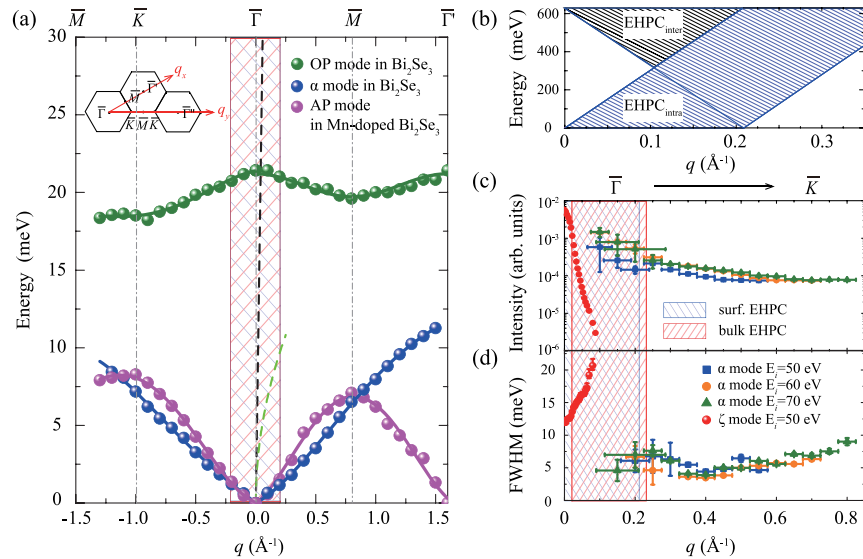 (a)
M̅ K̅ Γ̅ M̅ Γ̅'
30
25
20
15
10
5
0
Energy (meV)
-1.5 -1.0 -0.5 0.0 0.5 1.0 1.5
q (Å⁻¹)
OP mode in Bi₂Se₃
α mode in Bi₂Se₃
AP mode
in Mn-doped Bi₂Se₃
qₓ
Γ̅'
M̅
Γ̅
q_y
K̅ M̅ K̅
Γ̅''
(b)
600
400
200
0
Energy (meV)
EHPC_inter
EHPC_intra
0 0.1 0.2 0.3
q (Å⁻¹)
(c)
Γ̅ K̅
10⁻²
10⁻³
10⁻⁴
10⁻⁵
10⁻⁶
Intensity (arb. units)
surf. EHPC
bulk EHPC
(d)
20
15
10
5
0
FWHM (meV)
α mode Eᵢ=50 eV
α mode Eᵢ=60 eV
α mode Eᵢ=70 eV
ζ mode Eᵢ=50 eV
0 0.2 0.4 0.6 0.8
q (Å⁻¹)